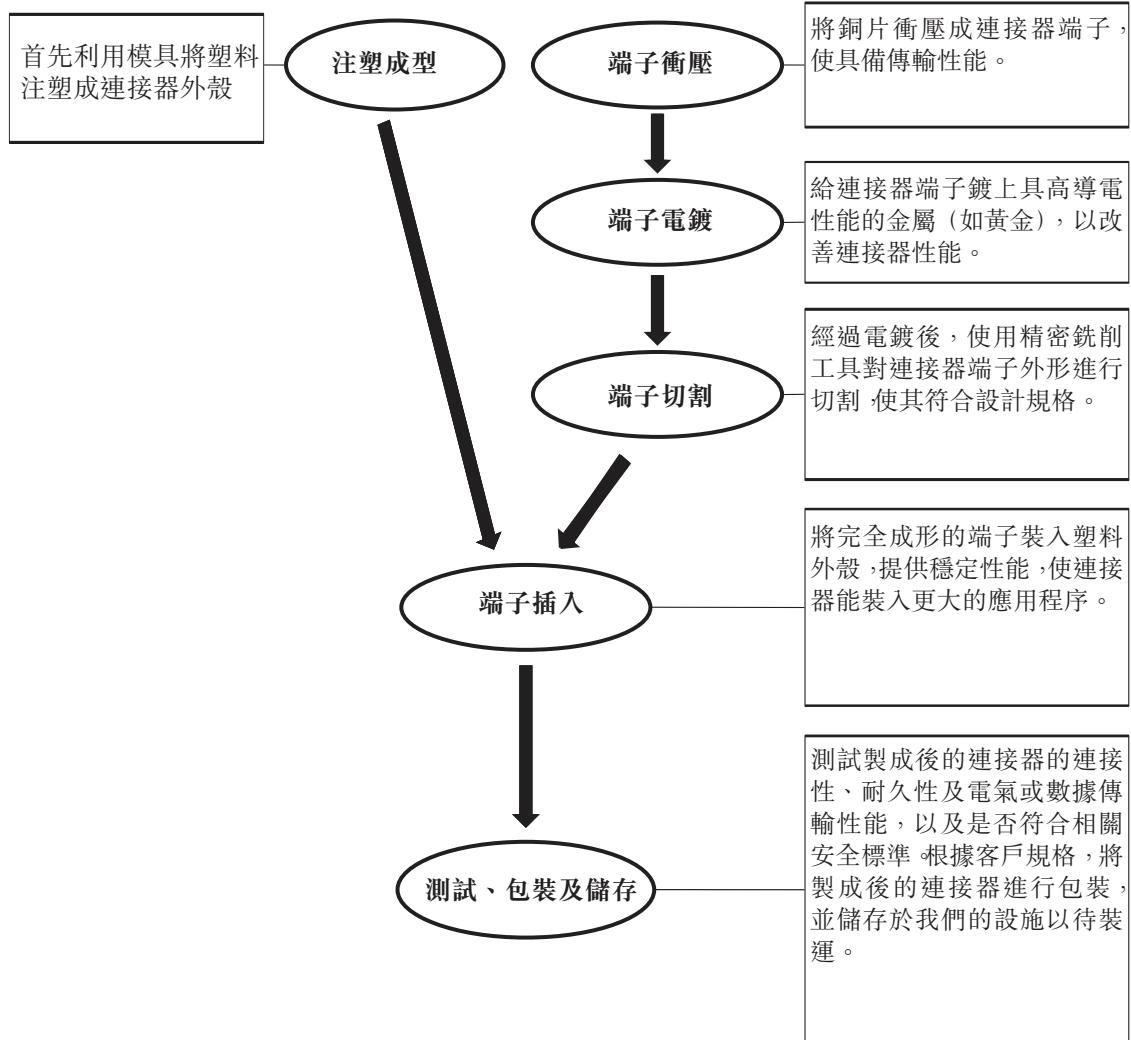 首先利用模具將塑料
注塑成連接器外殼
注塑成型
端子衝壓
將銅片衝壓成連接器端子，
使具備傳輸性能。
端子電鍍
給連接器端子鍍上具高導電
性能的金屬（如黃金），以改
善連接器性能。
端子切割
經過電鍍後，使用精密銑削
工具對連接器端子外形進行
切割，使其符合設計規格。
端子插入
將完全成形的端子裝入塑料
外殼，提供穩定性能，使連接
器能裝入更大的應用程序。
測試、包裝及儲存
測試製成後的連接器的連接
性、耐久性及電氣或數據傳
輸性能，以及是否符合相關
安全標準。根據客戶規格，將
製成後的連接器進行包裝，
並儲存於我們的設施以待裝
運。